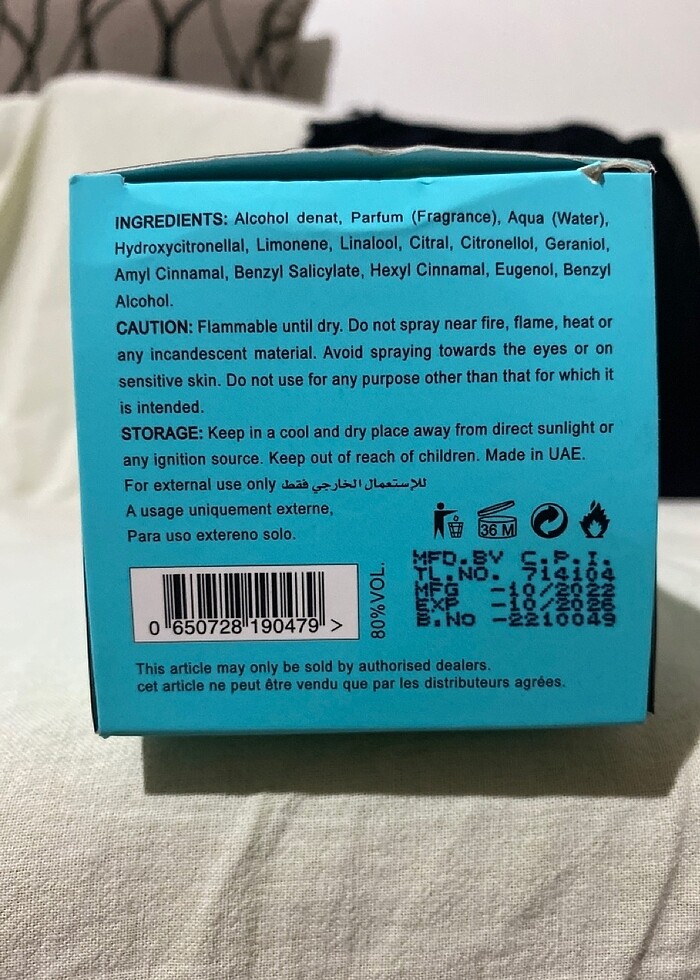 INGREDIENTS: Alcohol denat, Parfum (Fragrance), Aqua (Water),
Hydroxycitronellal, Limonene, Linalool, Citral, Citronellol, Geraniol,
Amyl Cinnamal, Benzyl Salicylate, Hexyl Cinnamal, Eugenol, Benzyl
Alcohol.
CAUTION: Flammable until dry. Do not spray near fire, flame, heat or
any incandescent material. Avoid spraying towards the eyes or on
sensitive skin. Do not use for any purpose other than that for which it
is intended.
STORAGE: Keep in a cool and dry place away from direct sunlight or
any ignition source. Keep out of reach of children. Made in UAE.
For external use only للإستعمال الخارجي فقط
A usage uniquement externe,
Para uso extereno solo.
36 M
MFD.BY C.P.I.
TL.NO. 714104
MFG -10/2022
EXP -10/2026
B.NO -2210049
0 650728 190479 >
80%VOL.
This article may only be sold by authorised dealers.
cet article ne peut être vendu que par les distributeurs agrées.